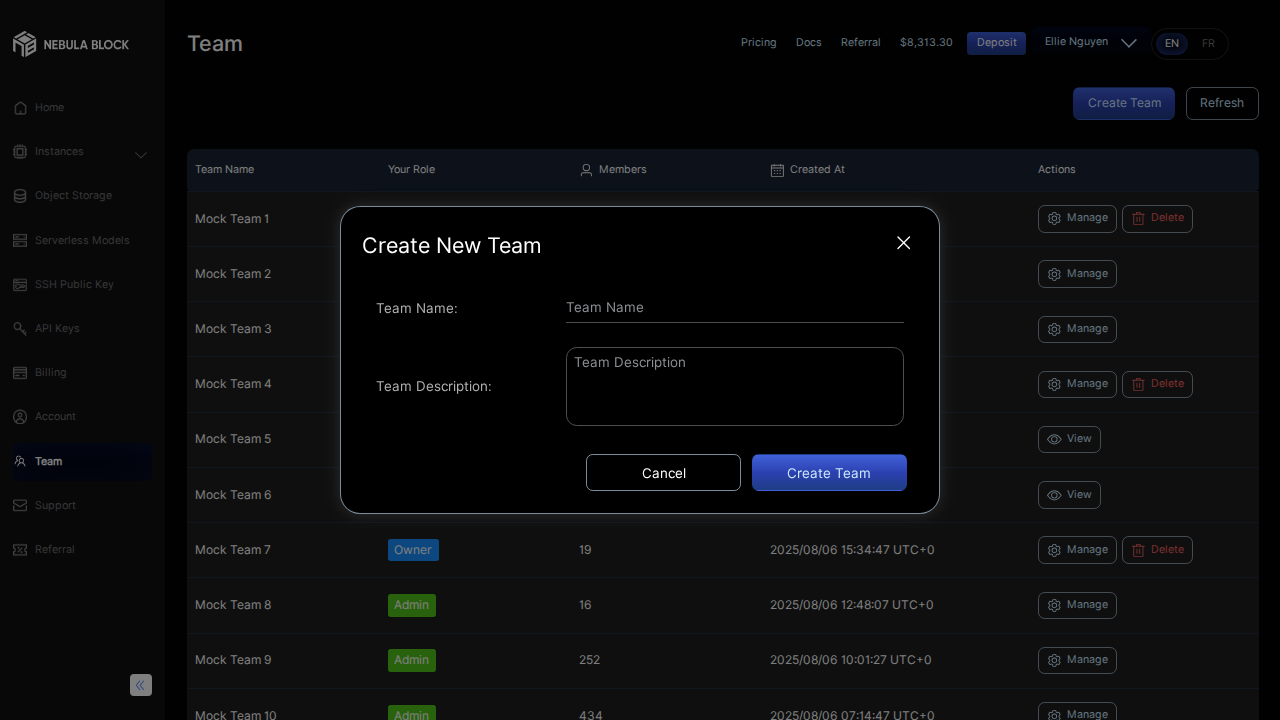 NEBULA BLOCK
Team
Pricing
Docs
Referral
$8,313.30
Deposit
Ellie Nguyen
EN
FR
Home
Instances
Object Storage
Serverless Models
SSH Public Key
API Keys
Billing
Account
Team
Support
Referral
Create Team
Refresh
Team Name Your Role Members Created At Actions
Mock Team 1 Manage Delete
Mock Team 2 Manage
Mock Team 3 Manage
Mock Team 4 Manage Delete
Mock Team 5 View
Mock Team 6 View
Mock Team 7 Owner 19 2025/08/06 15:34:47 UTC+0 Manage Delete
Mock Team 8 Admin 16 2025/08/06 12:48:07 UTC+0 Manage
Mock Team 9 Admin 252 2025/08/06 10:01:27 UTC+0 Manage
Mock Team 10 Admin 434 2025/08/06 07:14:47 UTC+0 Manage
Create New Team
Team Name:
Team Name
Team Description:
Team Description
Cancel
Create Team